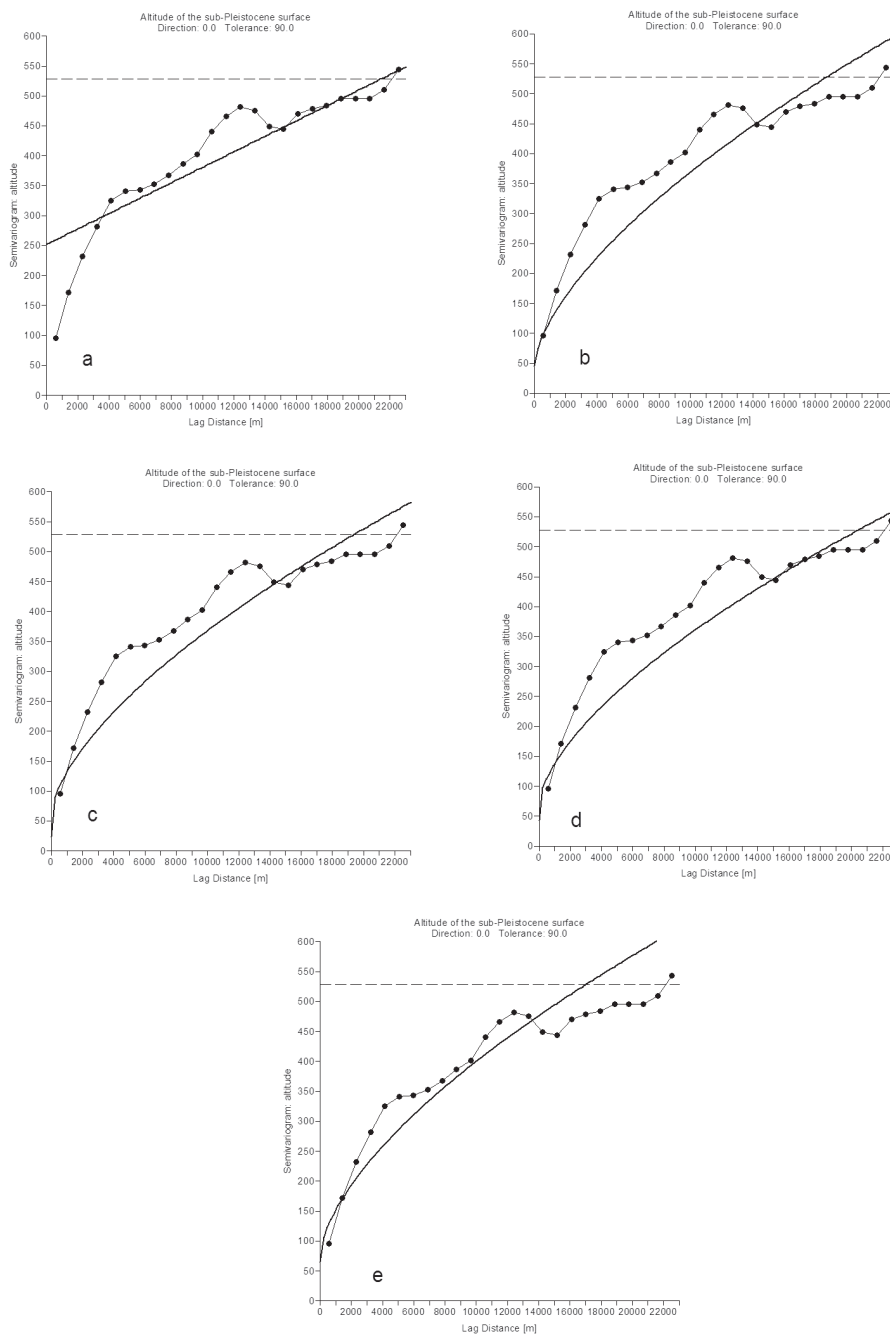 Altitude of the sub-Pleistocene surface
Direction: 0.0 Tolerance: 90.0
600
550
500
450
400
350
300
250
200
150
100
50
0
Semivariogram: altitude
a
0 2000 4000 6000 8000 10000 12000 14000 16000 18000 20000 22000
Lag Distance [m]
Altitude of the sub-Pleistocene surface
Direction: 0.0 Tolerance: 90.0
600
550
500
450
400
350
300
250
200
150
100
50
0
Semivariogram: altitude
b
0 2000 4000 6000 8000 10000 12000 14000 16000 18000 20000 22000
Lag Distance [m]
Altitude of the sub-Pleistocene surface
Direction: 0.0 Tolerance: 90.0
600
550
500
450
400
350
300
250
200
150
100
50
0
Semivariogram: altitude
c
0 2000 4000 6000 8000 10000 12000 14000 16000 18000 20000 22000
Lag Distance [m]
Altitude of the sub-Pleistocene surface
Direction: 0.0 Tolerance: 90.0
600
550
500
450
400
350
300
250
200
150
100
50
0
Semivariogram: altitude
d
0 2000 4000 6000 8000 10000 12000 14000 16000 18000 20000 22000
Lag Distance [m]
Altitude of the sub-Pleistocene surface
Direction: 0.0 Tolerance: 90.0
600
550
500
450
400
350
300
250
200
150
100
50
0
Semivariogram: altitude
e
0 2000 4000 6000 8000 10000 12000 14000 16000 18000 20000 22000
Lag Distance [m]